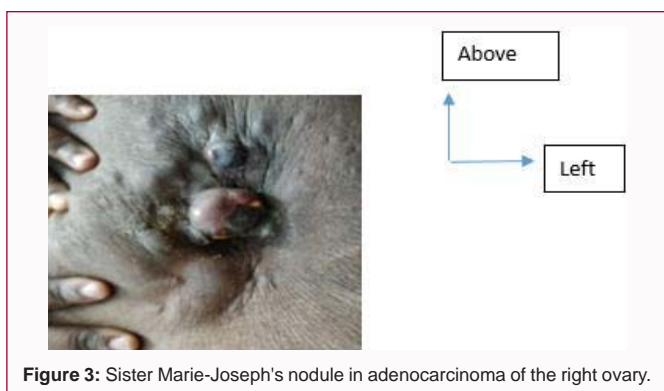 Above
Left
Figure 3: Sister Marie-Joseph's nodule in adenocarcinoma of the right ovary.